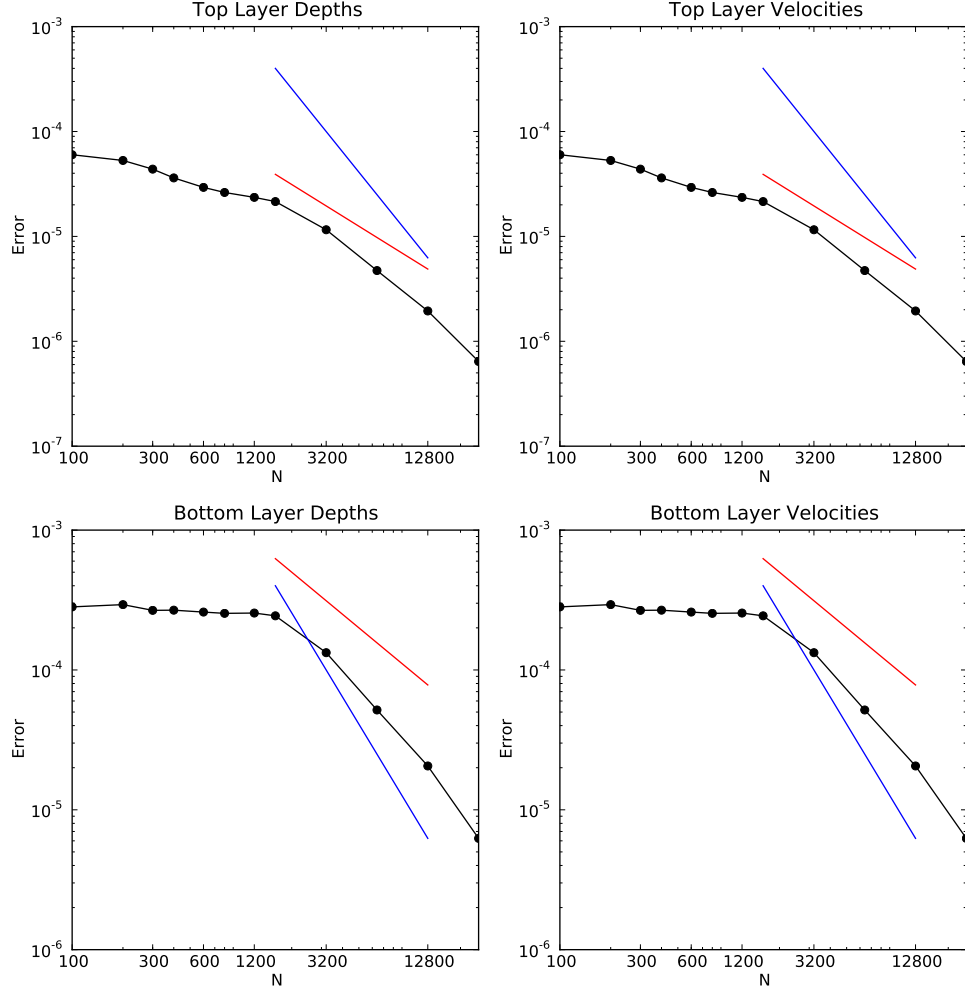 Top Layer Depths
Error
10^-3
10^-4
10^-5
10^-6
10^-7
100 300 600 1200 3200 12800
N
Top Layer Velocities
Error
10^-3
10^-4
10^-5
10^-6
10^-7
100 300 600 1200 3200 12800
N
Bottom Layer Depths
Error
10^-3
10^-4
10^-5
10^-6
100 300 600 1200 3200 12800
N
Bottom Layer Velocities
Error
10^-3
10^-4
10^-5
10^-6
100 300 600 1200 3200 12800
N